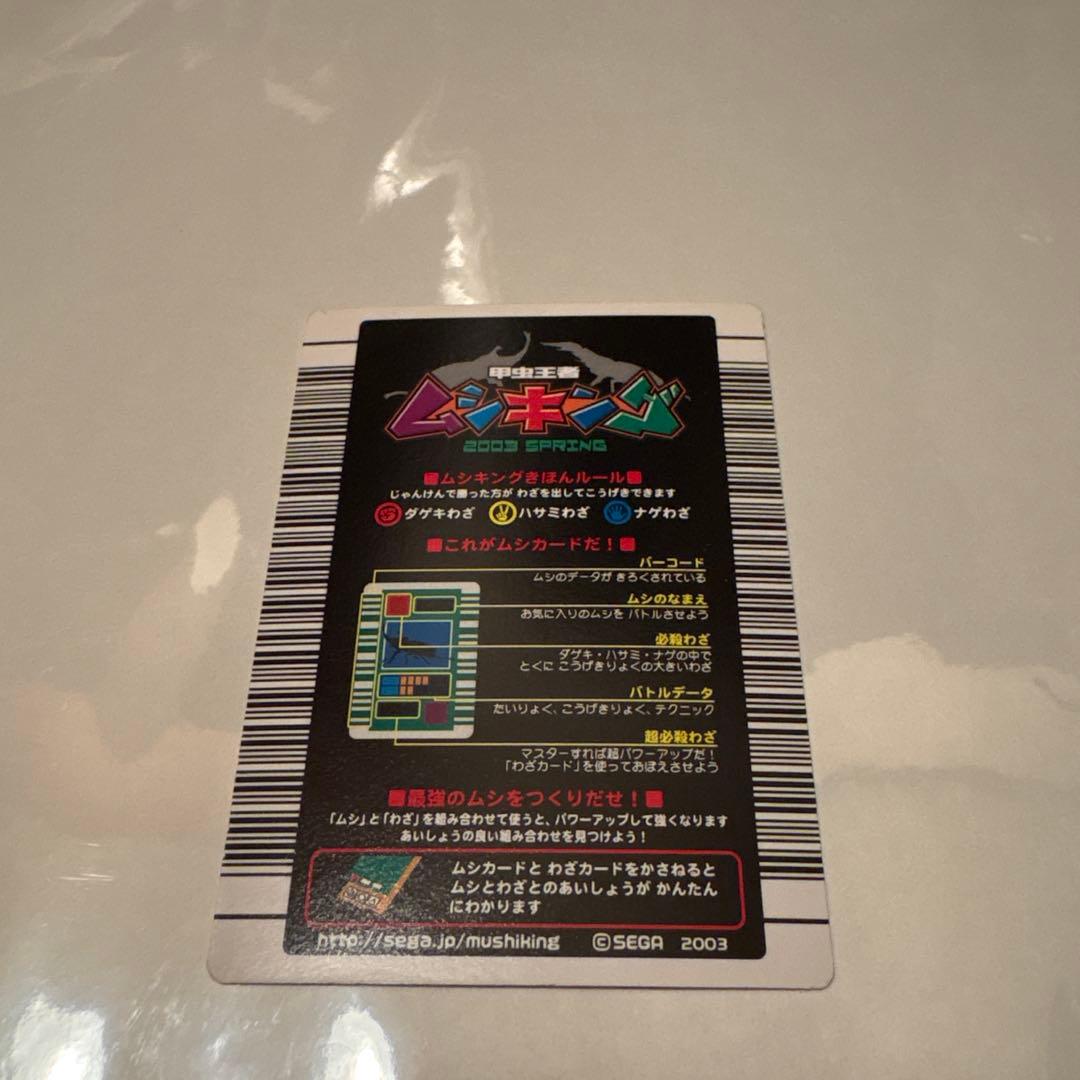 甲虫王者
ムシキング
2003 SPRING
ムシキングきほんルール
じゃんけんで勝った方が わざを出してこうげきできます
ダゲキわざ ハサミわざ ナゲわざ
これがムシカードだ！
バーコード
ムシのデータが きろくされている
ムシのなまえ
お気に入りのムシを バトルさせよう
必殺わざ
ダゲキ・ハサミ・ナゲの中で
とくに こうげきりょくの大きいわざ
バトルデータ
たいりょく、こうげきりょく、テクニック
超必殺わざ
マスターすれば超パワーアップだ！
「わざカード」を使っておぼえさせよう
最強のムシをつくりだせ！
「ムシ」と「わざ」を組み合わせて使うと、パワーアップして強くなります
あいしょうの良い組み合わせを見つけよう！
ムシカードと わざカードをかさねると
ムシとわざとのあいしょうが かんたん
にわかります
http://sega.jp/mushiking ©SEGA 2003